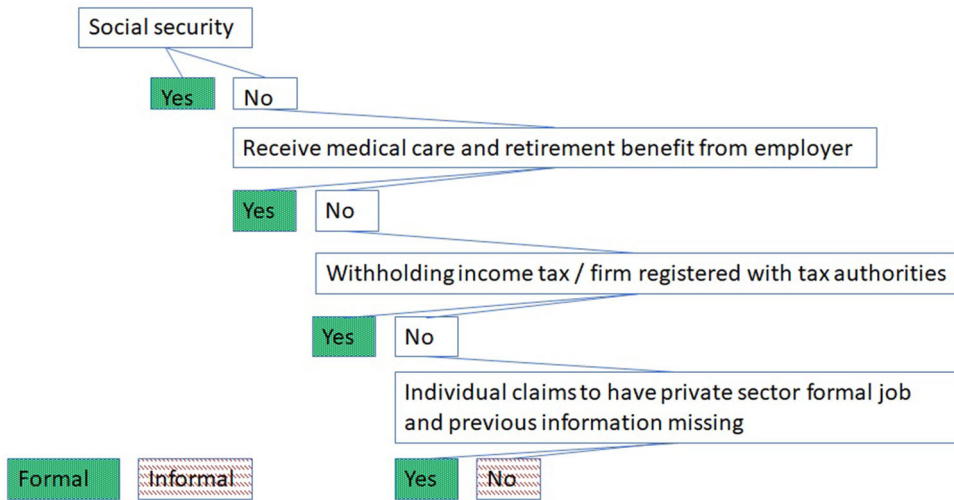 Social security
Yes
No
Receive medical care and retirement benefit from employer
Yes
No
Withholding income tax / firm registered with tax authorities
Yes
No
Individual claims to have private sector formal job
and previous information missing
Formal
Informal
Yes
No